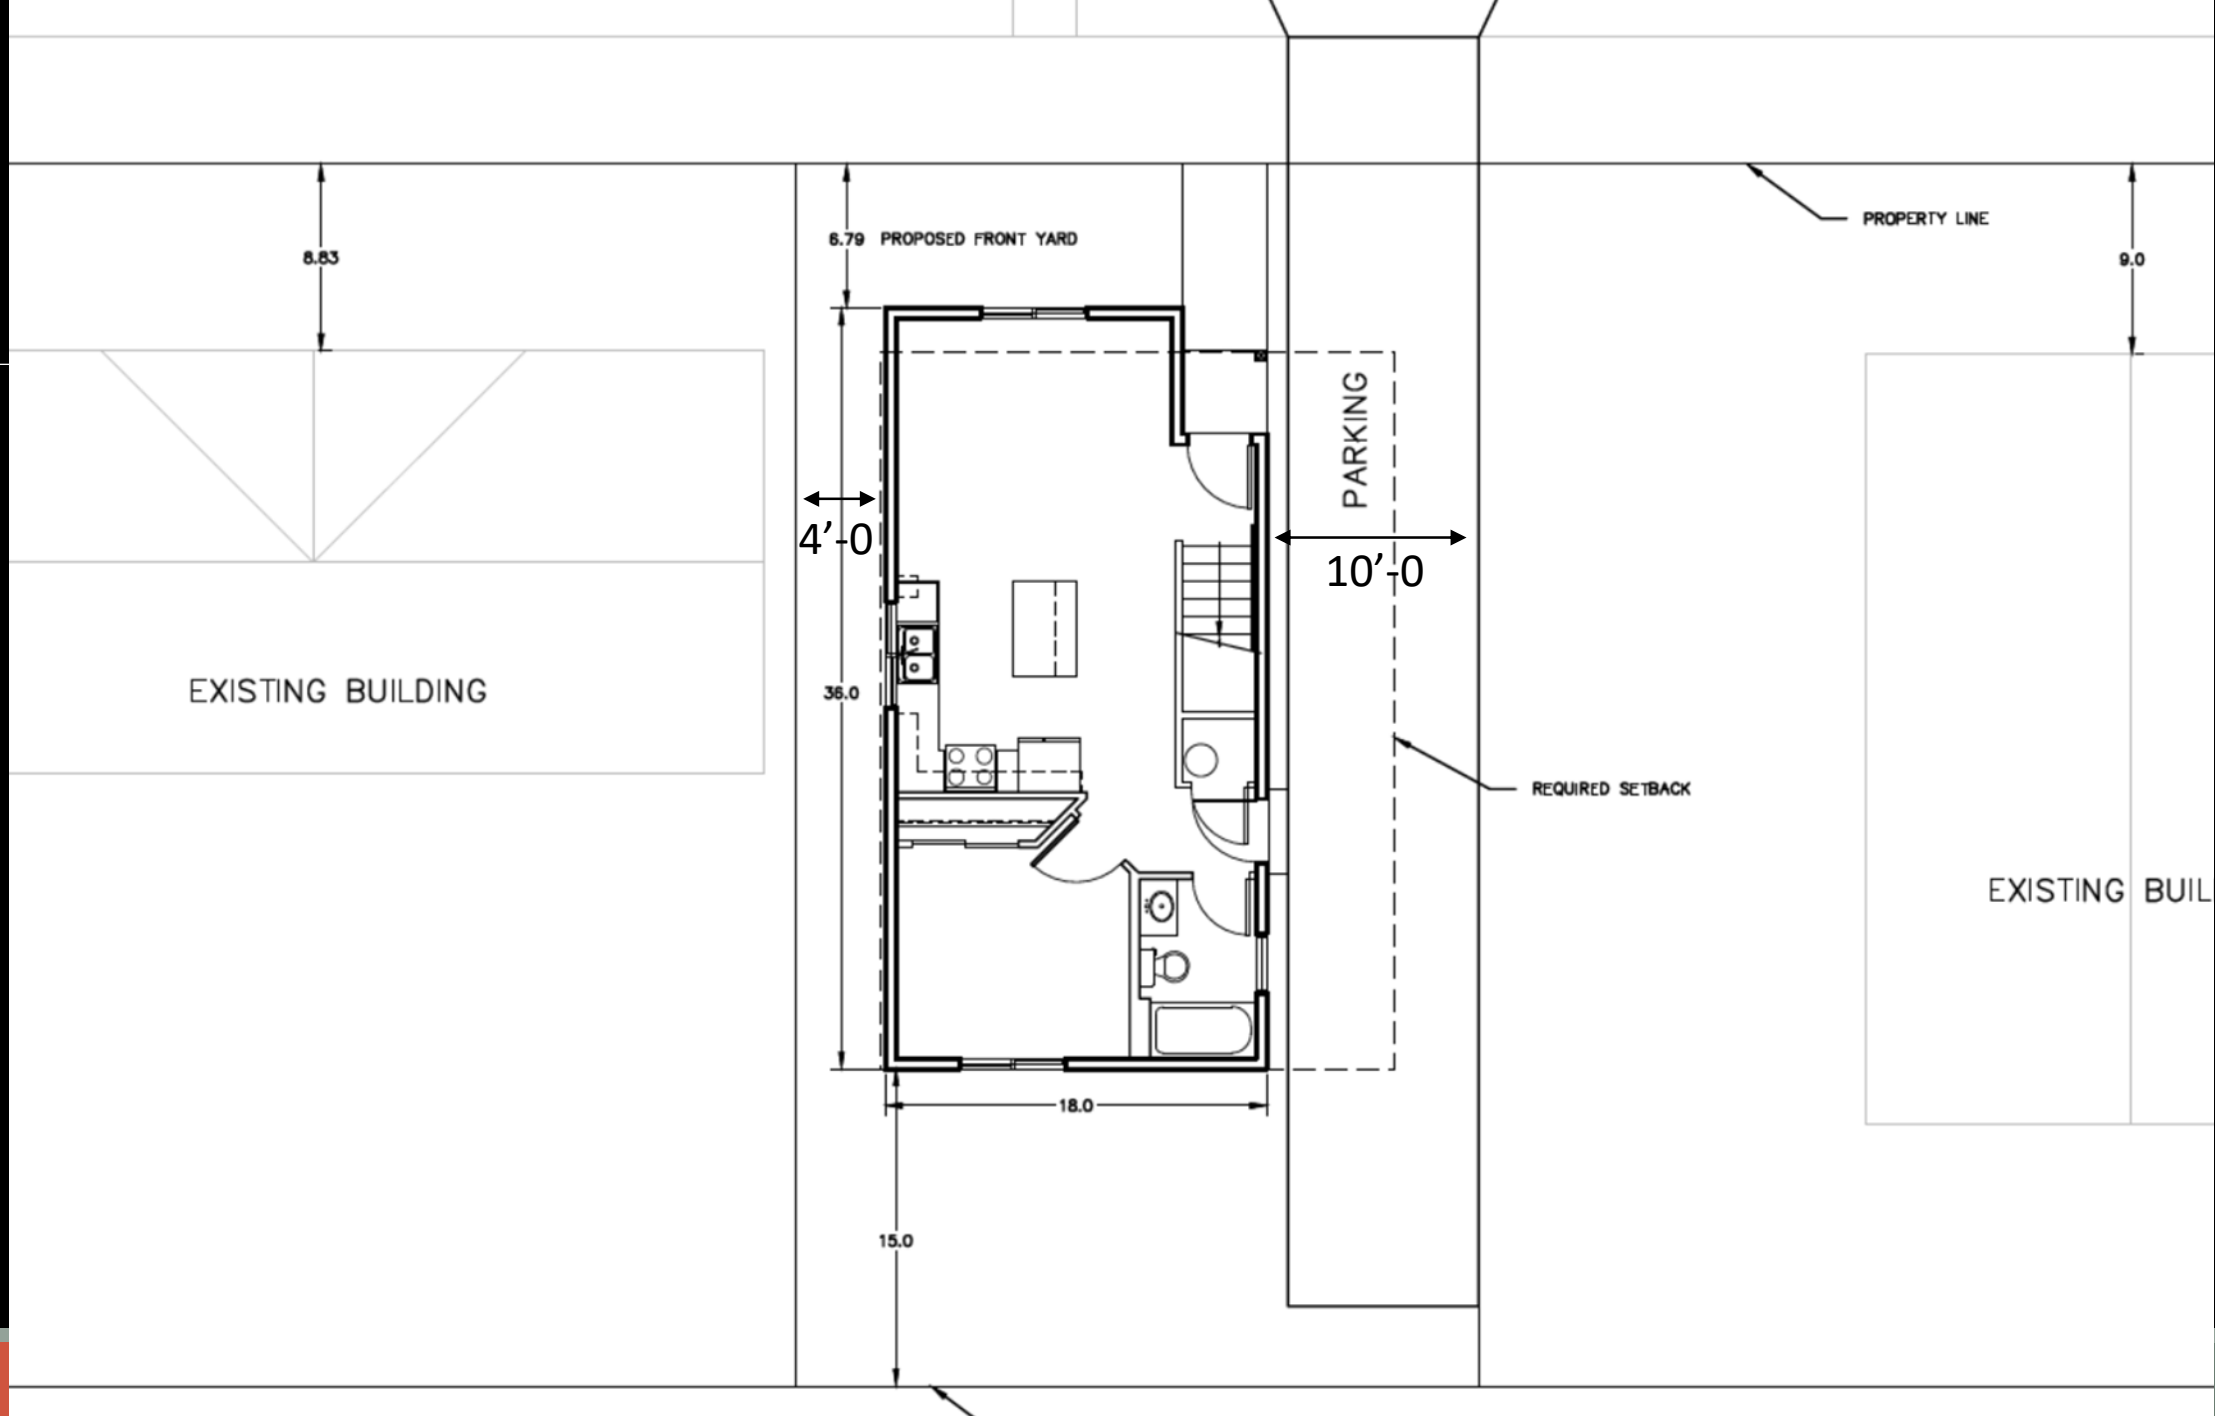 PROPERTY LINE
6.79 PROPOSED FRONT YARD
8.83
9.0
PARKING
4’-0
10’-0
EXISTING BUILDING
36.0
REQUIRED SETBACK
EXISTING BUIL
18.0
15.0